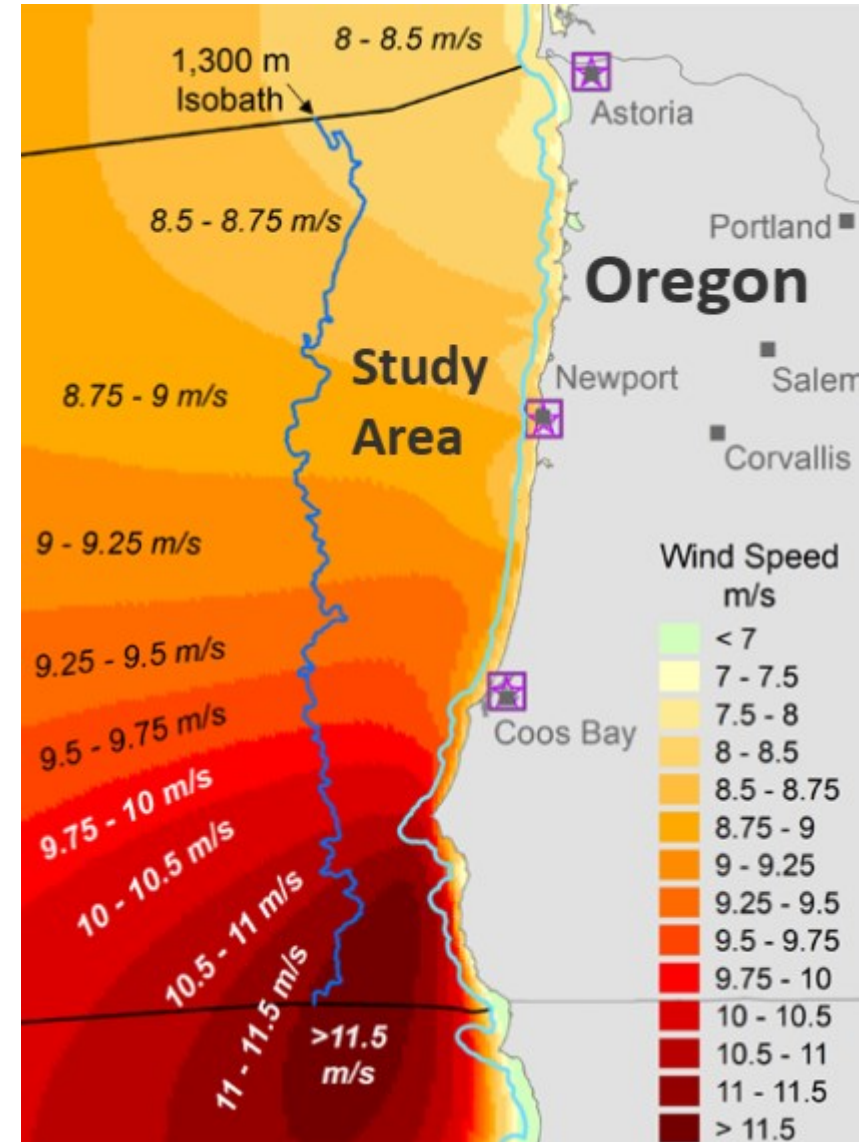 8 - 8.5 m/s
1,300 m
Isobath
Astoria
8.5 - 8.75 m/s
Portland
Oregon
Study
Area
Newport
Salem
8.75 - 9 m/s
Corvallis
9 - 9.25 m/s
9.25 - 9.5 m/s
9.5 - 9.75 m/s
Coos Bay
9.75 - 10 m/s
10 - 10.5 m/s
10.5 - 11 m/s
11 - 11.5 m/s
>11.5
m/s
Wind Speed
m/s
< 7
7 - 7.5
7.5 - 8
8 - 8.5
8.5 - 8.75
8.75 - 9
9 - 9.25
9.25 - 9.5
9.5 - 9.75
9.75 - 10
10 - 10.5
10.5 - 11
11 - 11.5
> 11.5